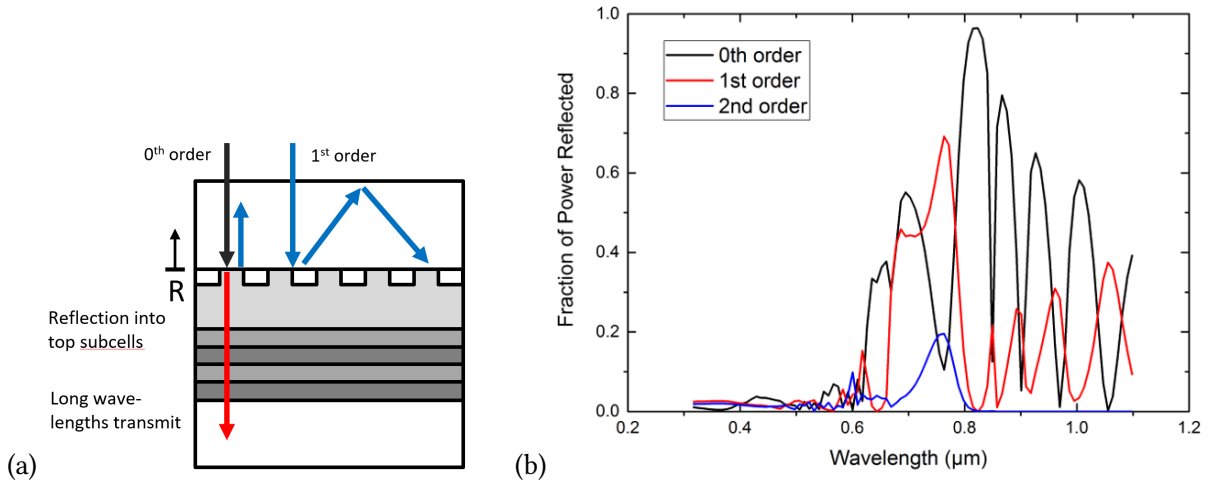 0th order
1st order
R
Reflection into
top subcells
Long wave-
lengths transmit
(a)
1.0
0.8
0.6
0.4
0.2
0.0
Fraction of Power Reflected
0th order
1st order
2nd order
0.2
0.4
0.6
0.8
1.0
1.2
Wavelength (µm)
(b)